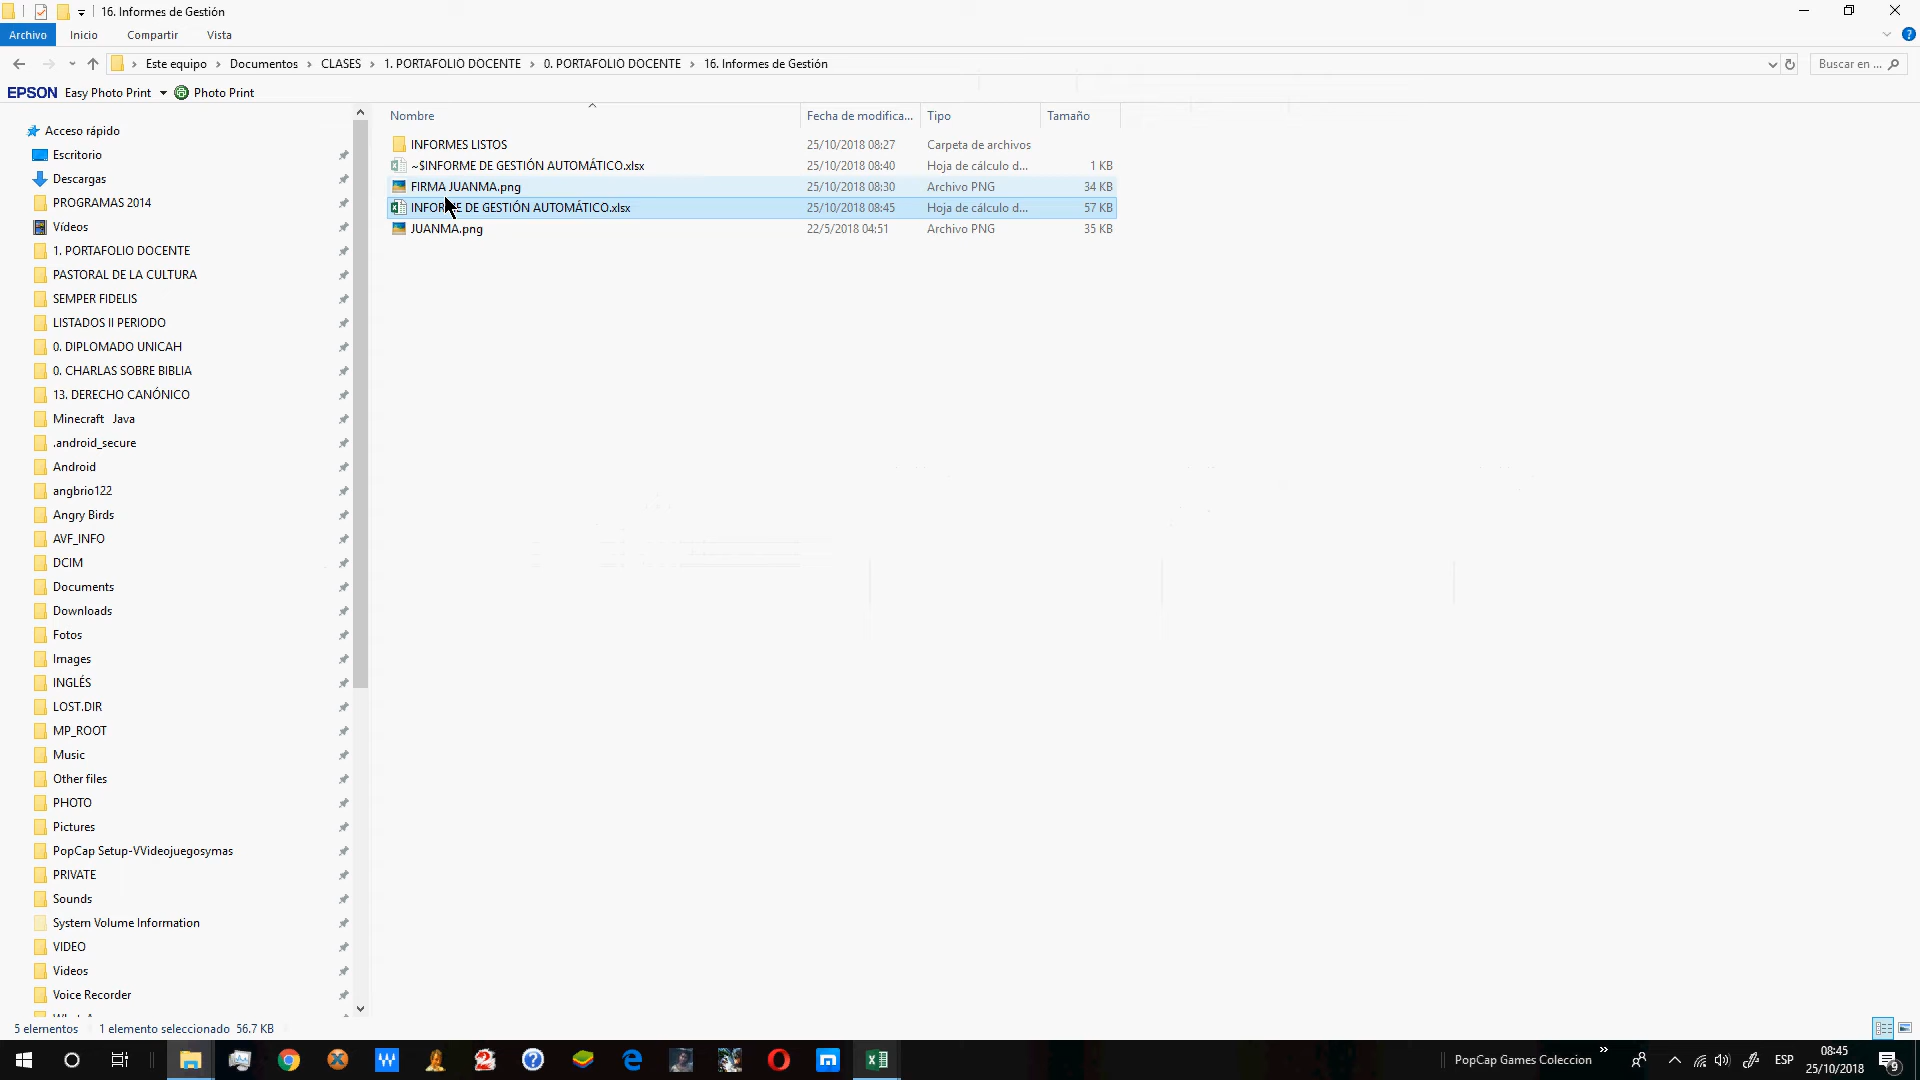 16. Informes de Gestión
Archivo Inicio Compartir Vista
Este equipo › Documentos › CLASES › 1. PORTAFOLIO DOCENTE › 0. PORTAFOLIO DOCENTE › 16. Informes de Gestión Buscar en ...
EPSON Easy Photo Print Photo Print
Nombre Fecha de modifica... Tipo Tamaño
INFORMES LISTOS 25/10/2018 08:27 Carpeta de archivos
~$INFORME DE GESTIÓN AUTOMÁTICO.xlsx 25/10/2018 08:40 Hoja de cálculo d... 1 KB
FIRMA JUANMA.png 25/10/2018 08:30 Archivo PNG 34 KB
INFORME DE GESTIÓN AUTOMÁTICO.xlsx 25/10/2018 08:45 Hoja de cálculo d... 57 KB
JUANMA.png 22/5/2018 04:51 Archivo PNG 35 KB
Acceso rápido
Escritorio
Descargas
PROGRAMAS 2014
Vídeos
1. PORTAFOLIO DOCENTE
PASTORAL DE LA CULTURA
SEMPER FIDELIS
LISTADOS II PERIODO
0. DIPLOMADO UNICAH
0. CHARLAS SOBRE BIBLIA
13. DERECHO CANÓNICO
Minecraft Java
.android_secure
Android
angbrio122
Angry Birds
AVF_INFO
DCIM
Documents
Downloads
Fotos
Images
INGLÉS
LOST.DIR
MP_ROOT
Music
Other files
PHOTO
Pictures
PopCap Setup-VVideojuegosymas
PRIVATE
Sounds
System Volume Information
VIDEO
Videos
Voice Recorder
5 elementos 1 elemento seleccionado 56.7 KB
PopCap Games Coleccion » ESP 08:45
25/10/2018 9